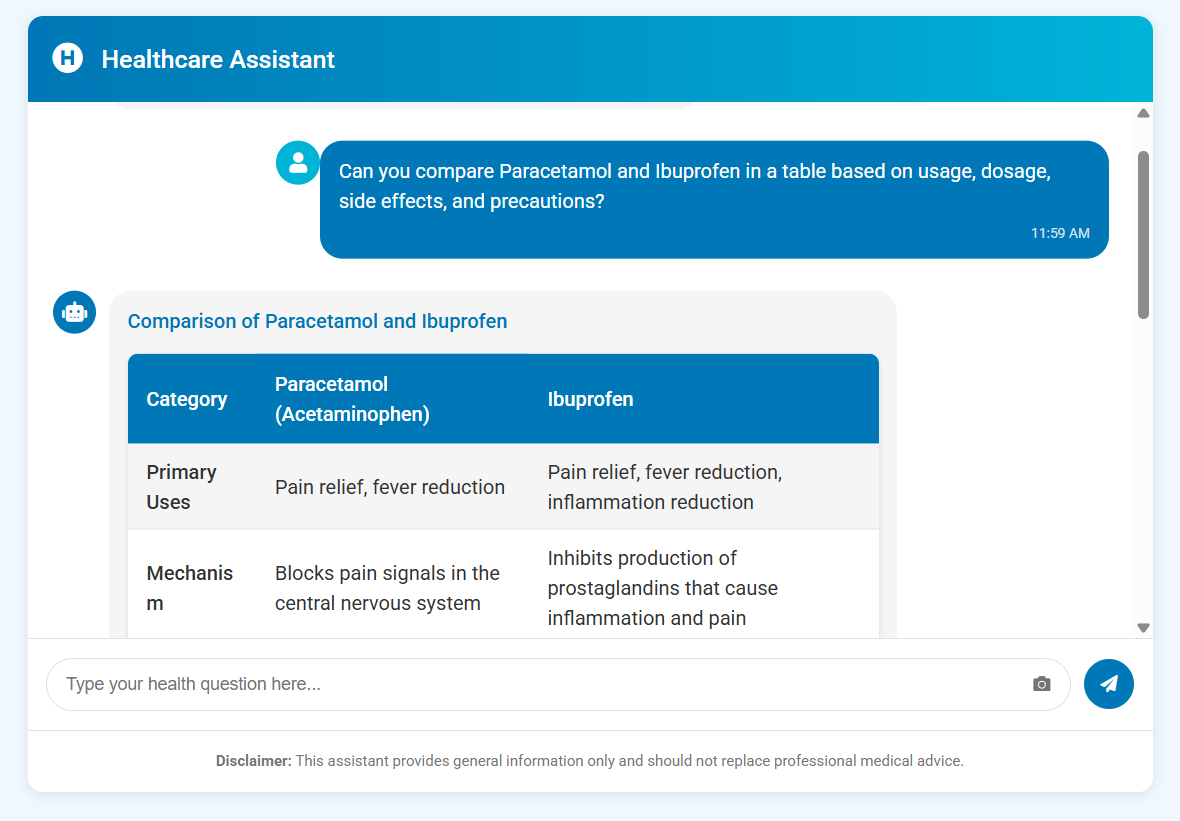 H Healthcare Assistant
Can you compare Paracetamol and Ibuprofen in a table based on usage, dosage,
side effects, and precautions?
11:59 AM
Comparison of Paracetamol and Ibuprofen
Category
Paracetamol
(Acetaminophen)
Ibuprofen
Primary
Uses
Pain relief, fever reduction
Pain relief, fever reduction,
inflammation reduction
Mechanis
m
Blocks pain signals in the
central nervous system
Inhibits production of
prostaglandins that cause
inflammation and pain
Type your health question here...
Disclaimer: This assistant provides general information only and should not replace professional medical advice.